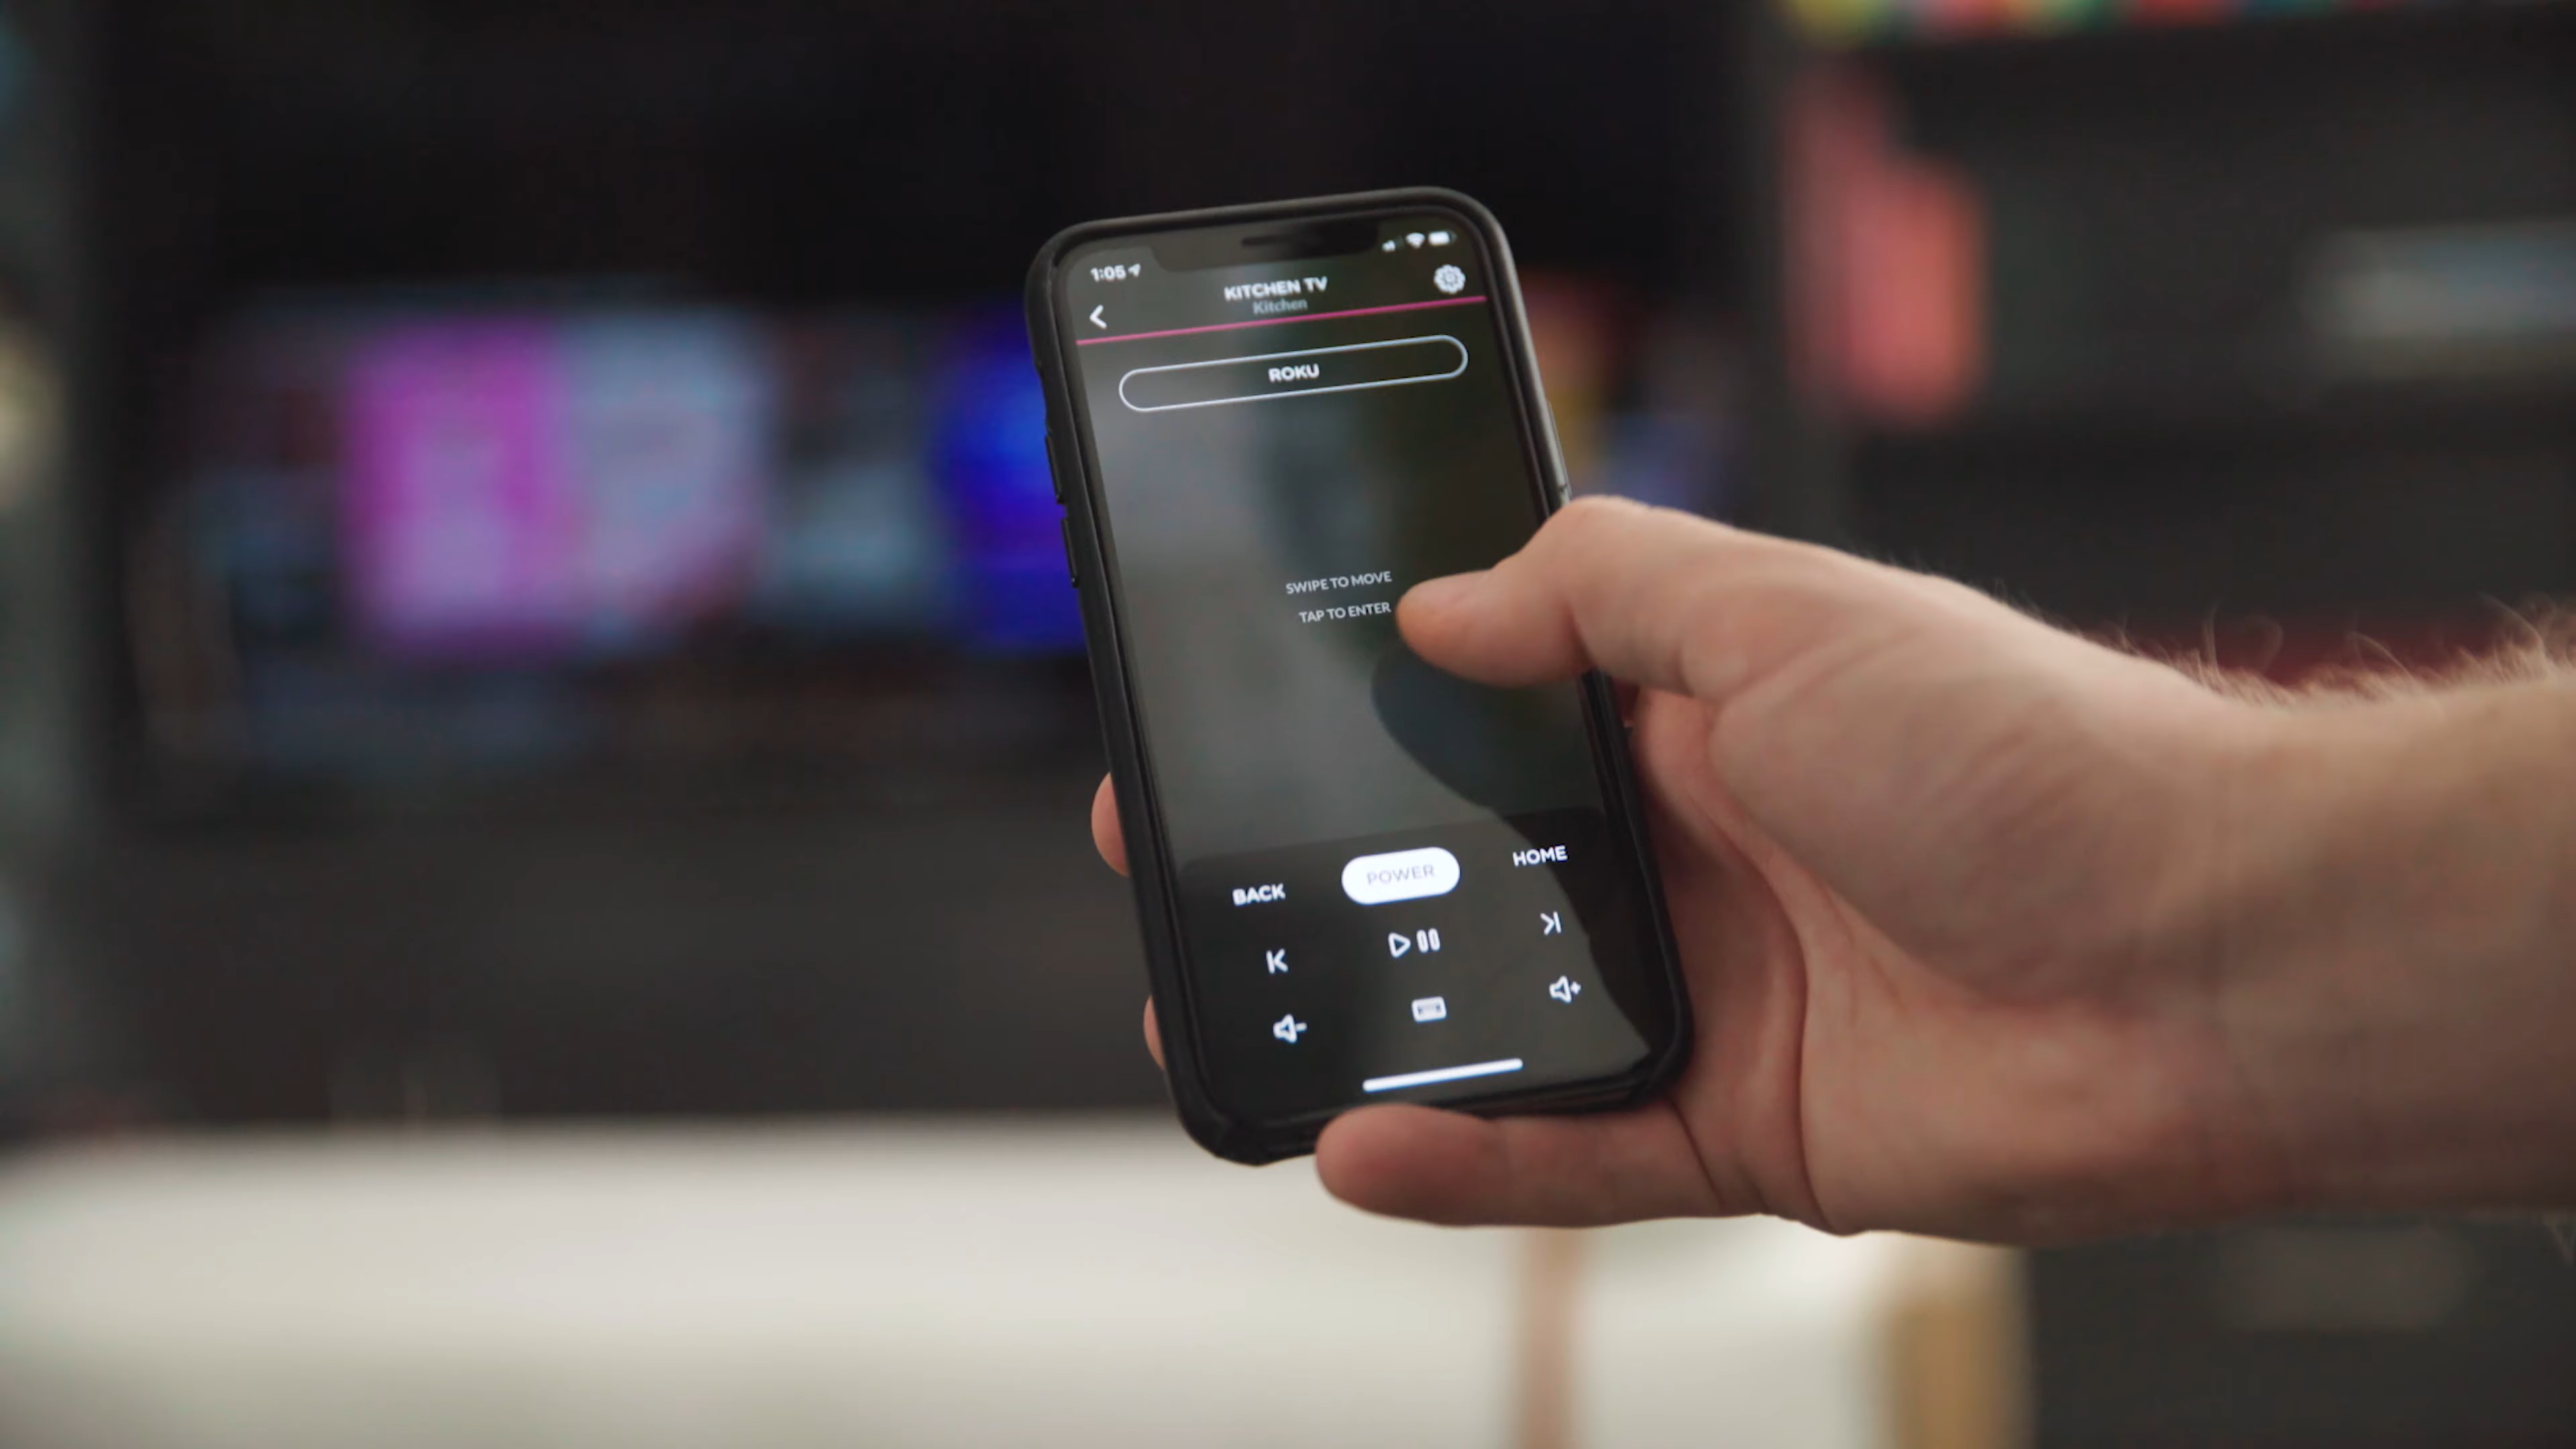 1:05
KITCHEN TV
Kitchen
ROKU
SWIPE TO MOVE
TAP TO ENTER
BACK
POWER
HOME